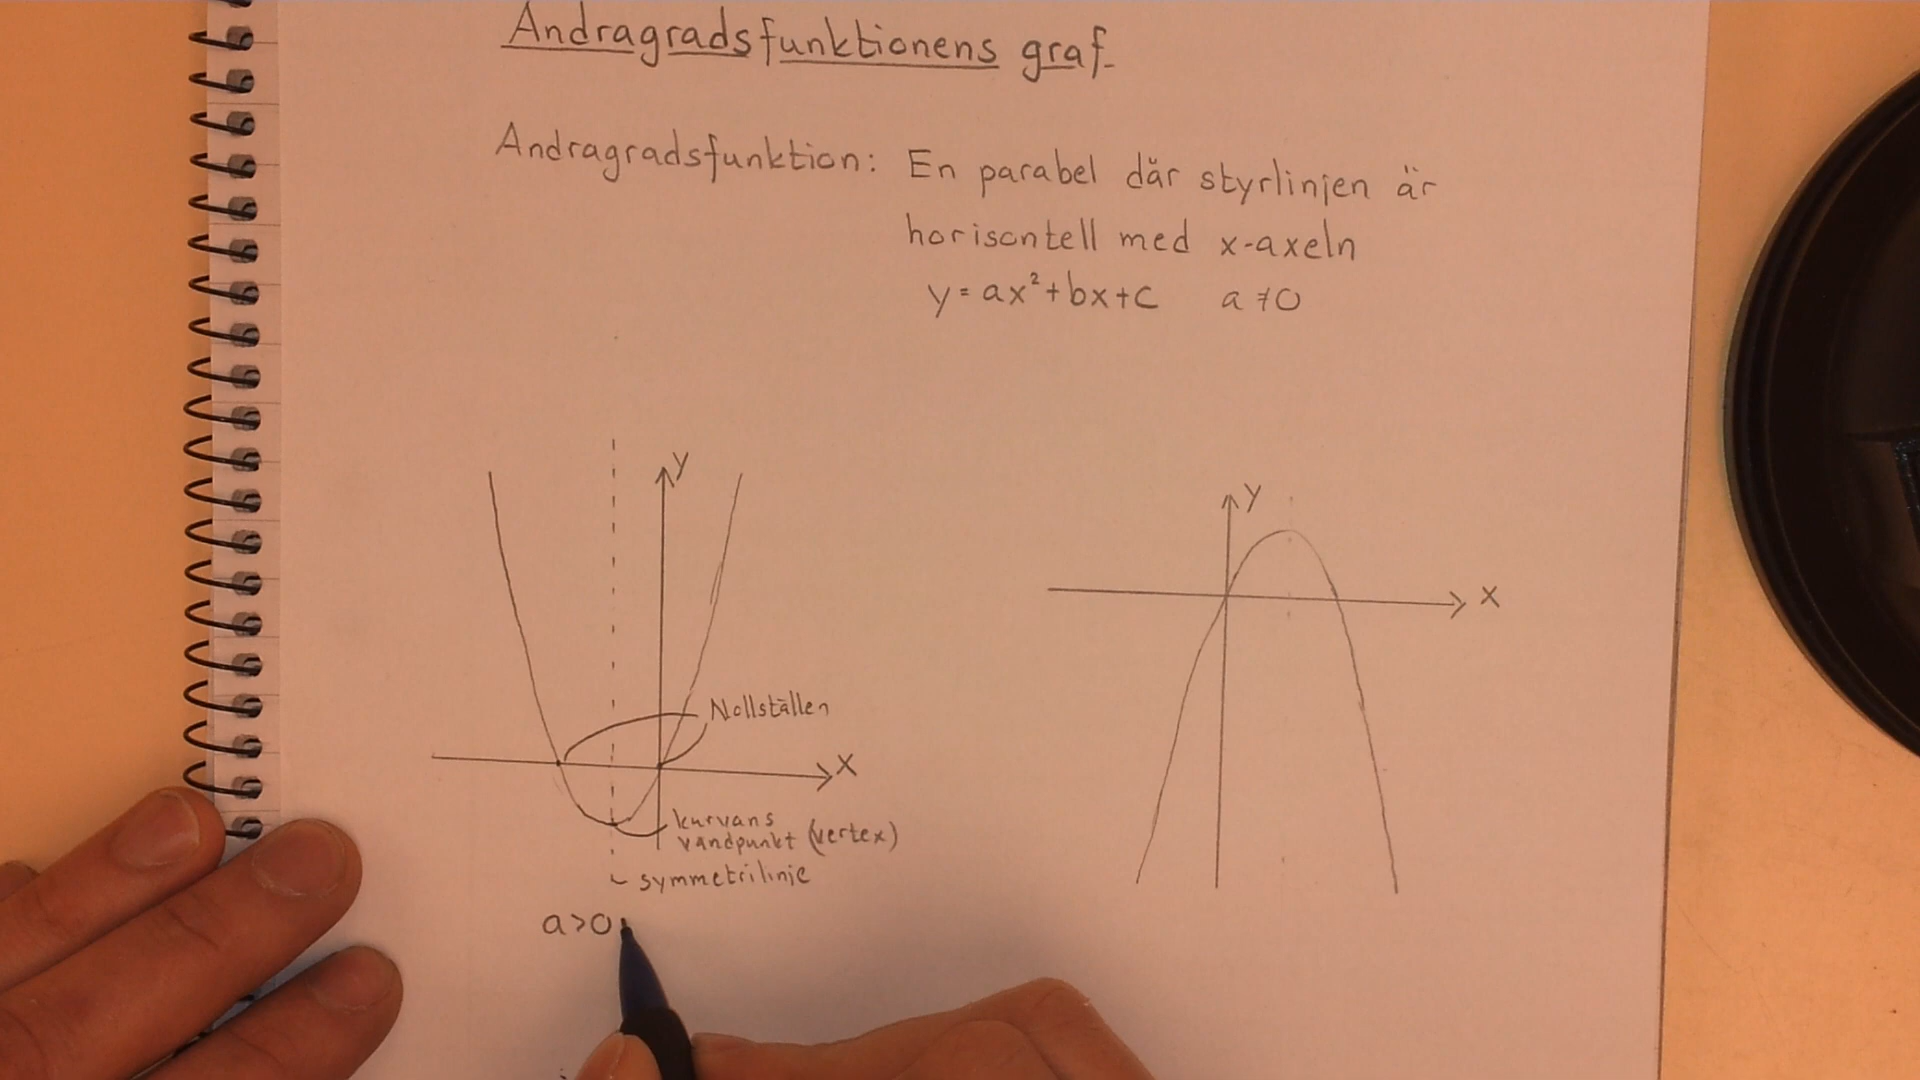 Andragradsfunktionens graf.
Andragradsfunktion: En parabel där styrlinjen är
horisontell med x-axeln
y=ax²+bx+c a≠0
y
y
x
Nollställen
x
kurvans
vändpunkt (vertex)
symmetrilinje
a>0